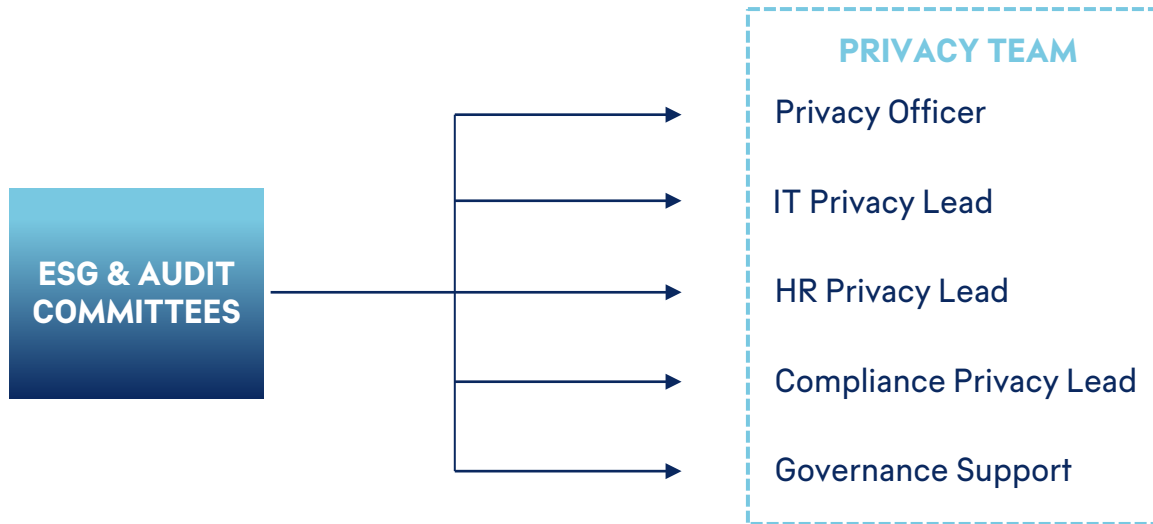 PRIVACY TEAM
Privacy Officer
IT Privacy Lead
ESG & AUDIT
COMMITTEES
HR Privacy Lead
Compliance Privacy Lead
Governance Support